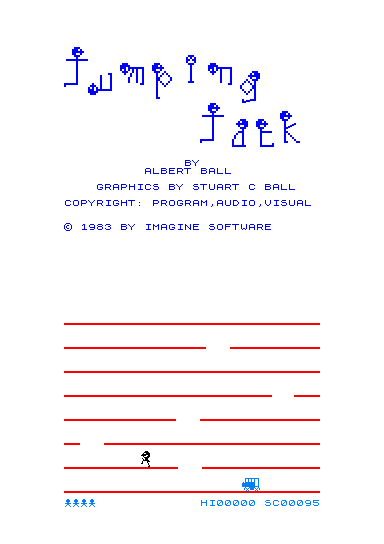 Jumping
Jack
BY
ALBERT BALL
GRAPHICS BY STUART C BALL
COPYRIGHT: PROGRAM,AUDIO,VISUAL
© 1983 BY IMAGINE SOFTWARE
HI00000 SC00095